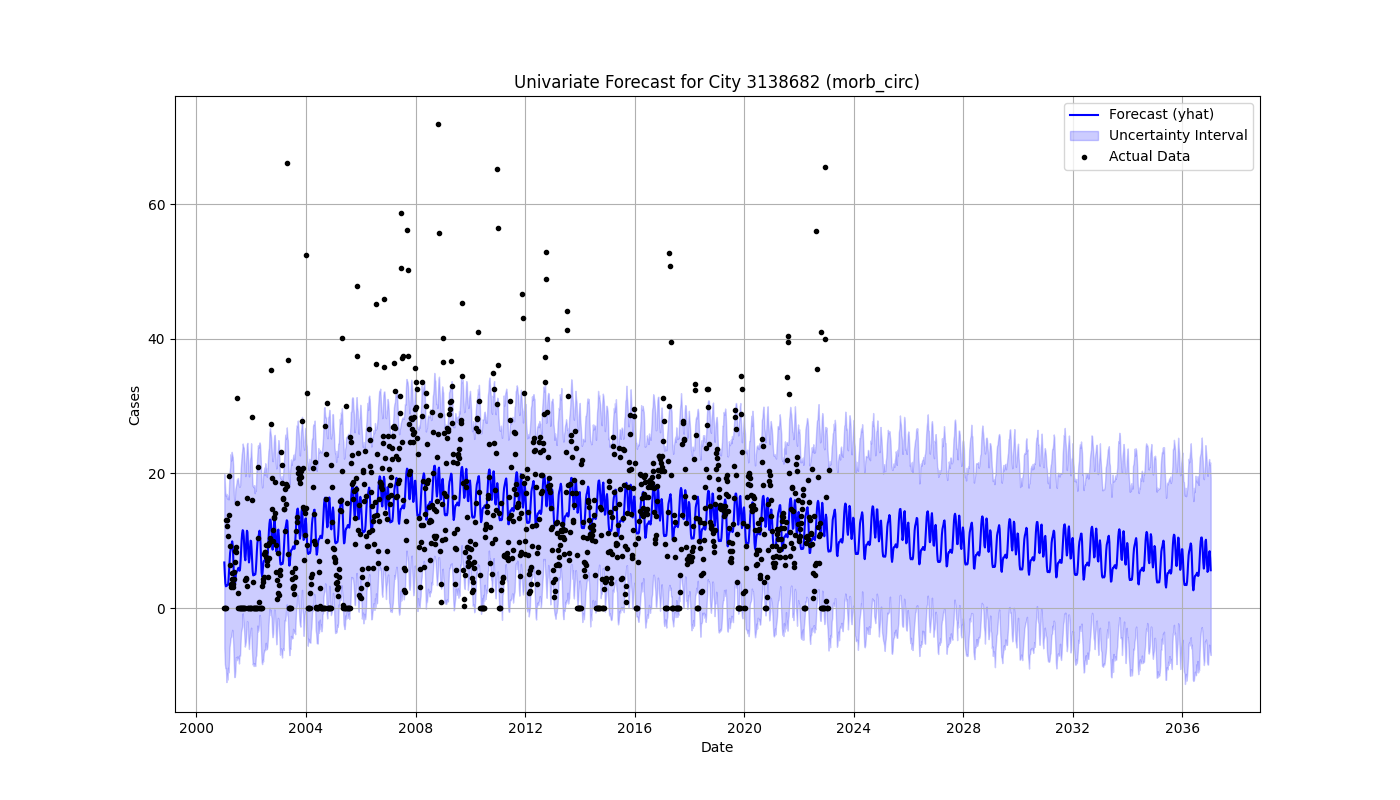 Univariate Forecast for City 3138682 (morb_circ)
Forecast (yhat)
Uncertainty Interval
Actual Data
Cases
60
40
20
0
2000 2004 2008 2012 2016 2020 2024 2028 2032 2036
Date